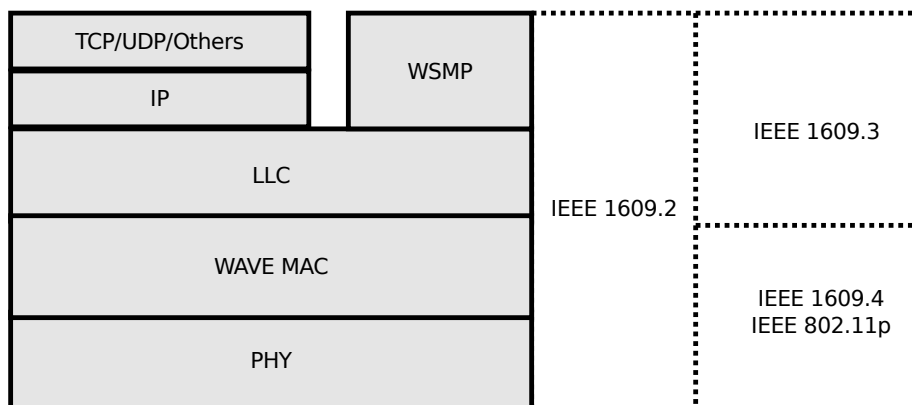 TCP/UDP/Others
IP
WSMP
LLC
WAVE MAC
PHY
IEEE 1609.2
IEEE 1609.3
IEEE 1609.4
IEEE 802.11p